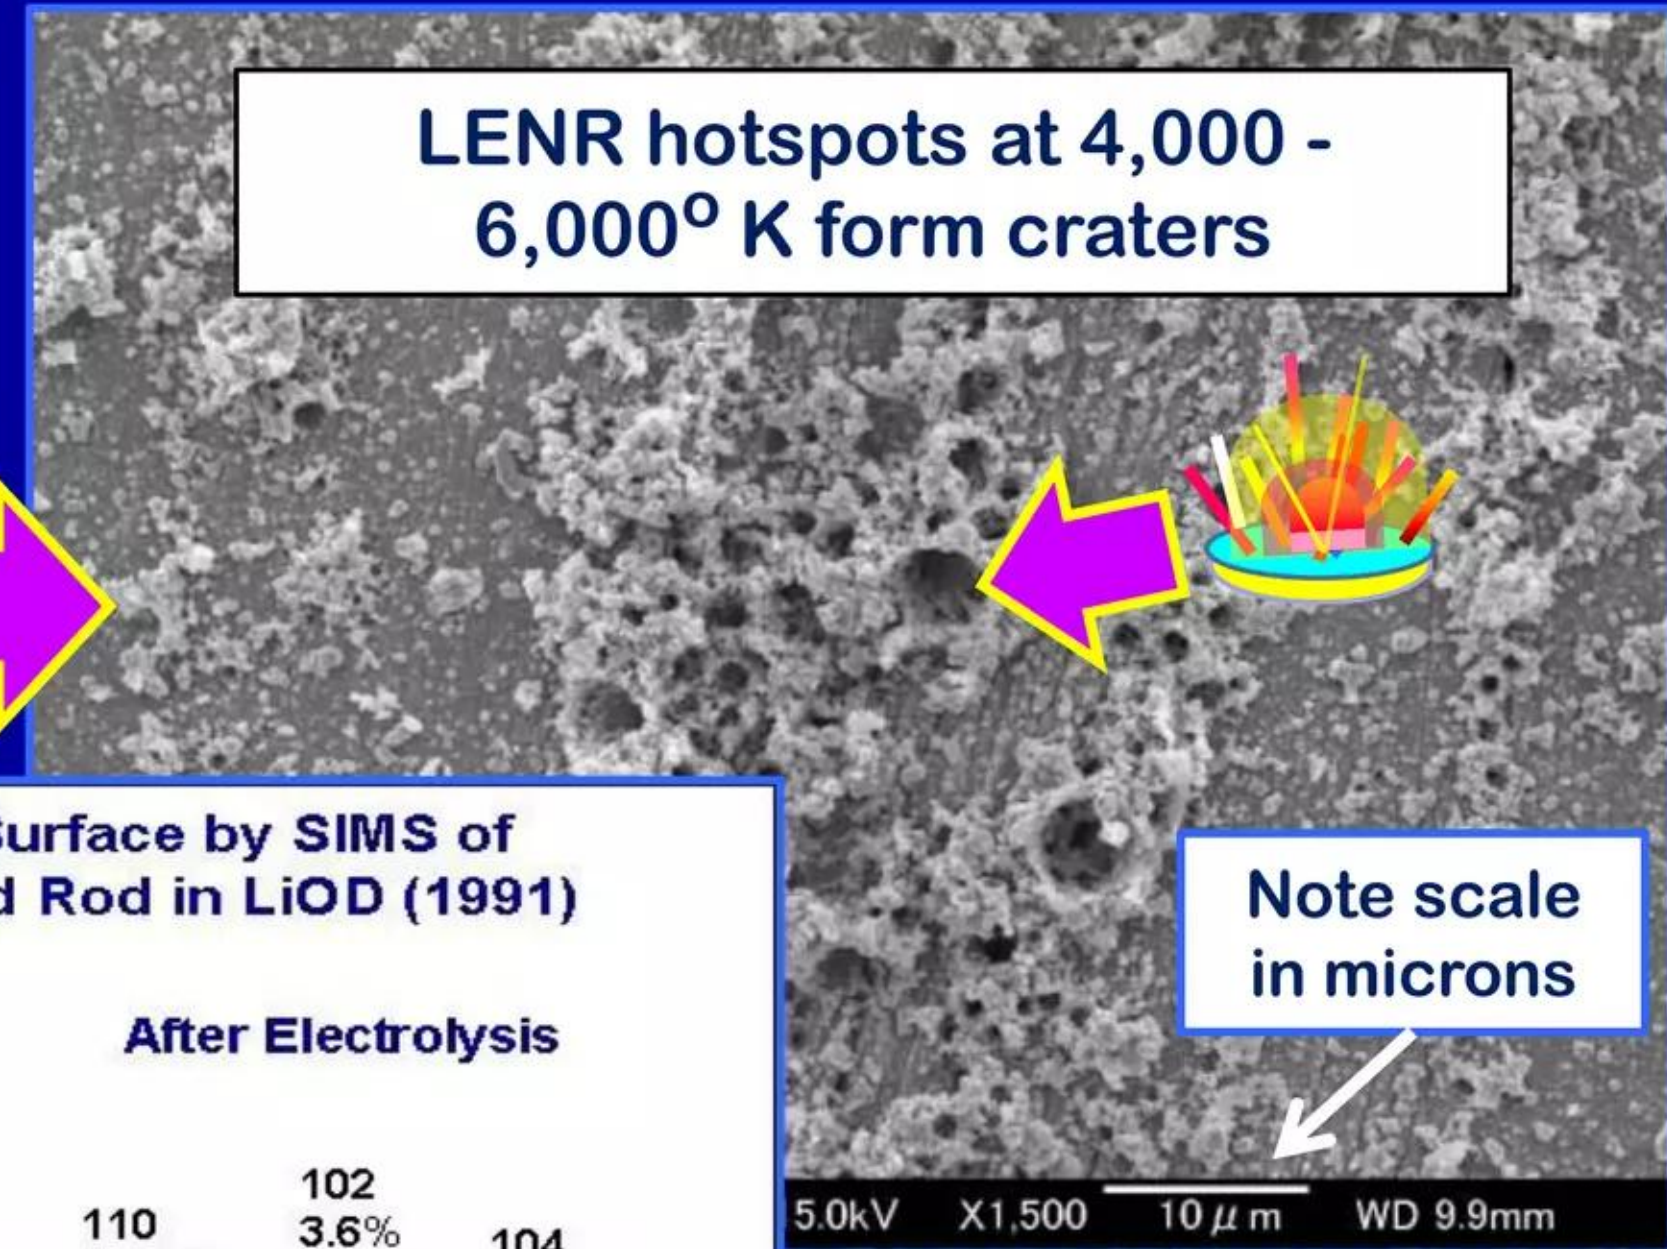 LENR hotspots at 4,000 -
6,000° K form craters
Surface by SIMS of
Rod in LiOD (1991)
After Electrolysis
Note scale
in microns
102
110
3.6%
104
5.0kV X1,500 10 μm WD 9.9mm